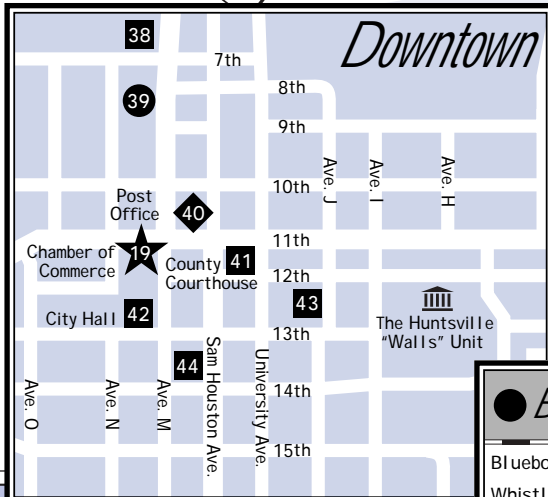 Downtown
38
7th
8th
39
9th
Ave. J
Ave. I
Ave. H
10th
Post
Office
40
11th
Chamber of
Commerce
19
County
Courthouse
41
12th
City Hall
42
43
The Huntsville
"Walls" Unit
13th
44
Ave. O
Ave. N
Ave. M
Sam Houston Ave.
University Ave.
14th
15th